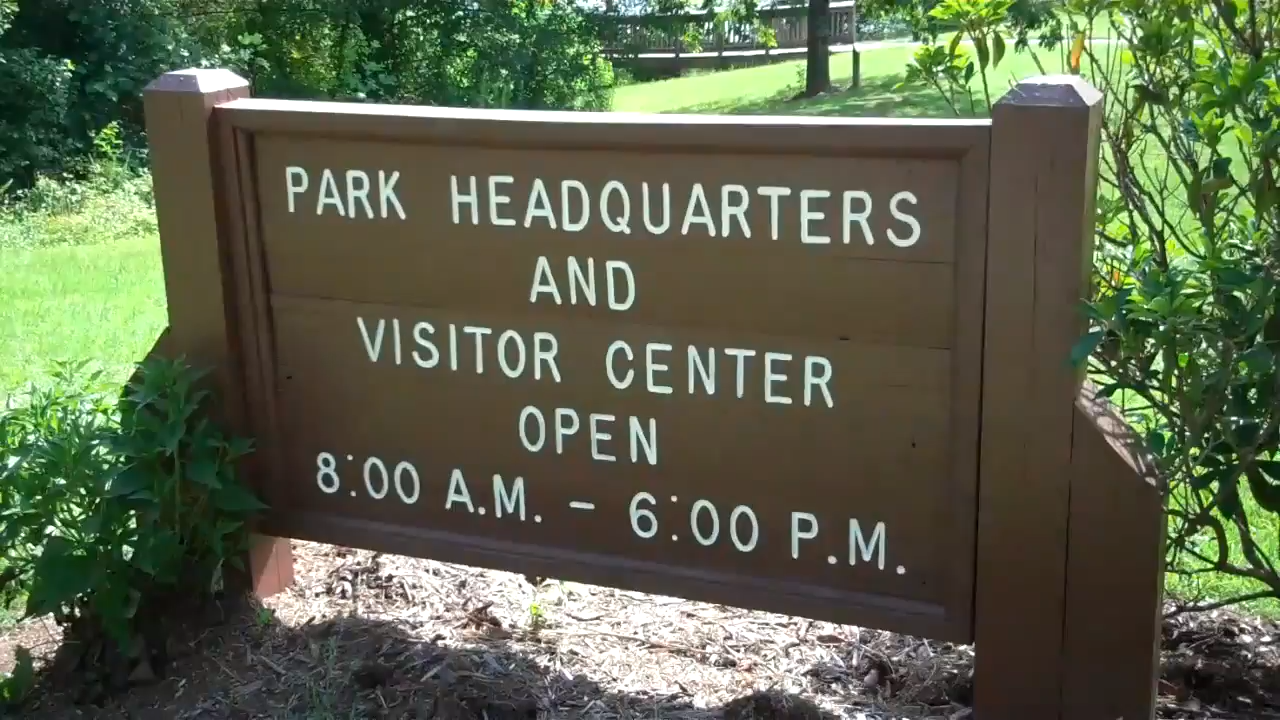 PARK HEADQUARTERS
AND
VISITOR CENTER
OPEN
8:00 A.M. - 6:00 P.M.